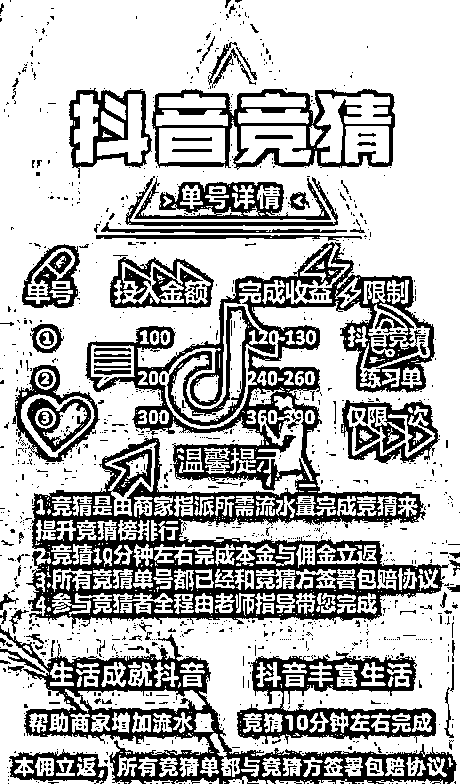 抖音竞猜
单号详情
单号 投入金额 完成收益 限制
① 100 120-130 抖音竞猜
② 200 240-260 练习单
③ 300 360-390 仅限一次
温馨提示
1.竞猜是由商家指派所需流水量完成竞猜来
提升竞猜榜排行
2.竞猜10分钟左右完成本金与佣金立返
3.所有竞猜单号都已经和竞猜方签署包赔协议
4.参与竞猜者全程由老师指导带您完成
生活成就抖音 抖音丰富生活
帮助商家增加流水量 竞猜10分钟左右完成
本佣立返，所有竞猜单都与竞猜方签署包赔协议